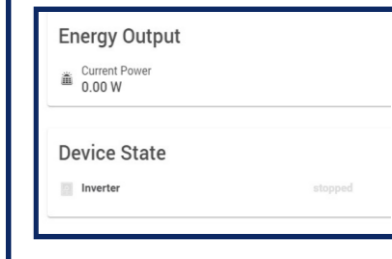 Energy Output
Current Power
0.00 W
Device State
Inverter stopped